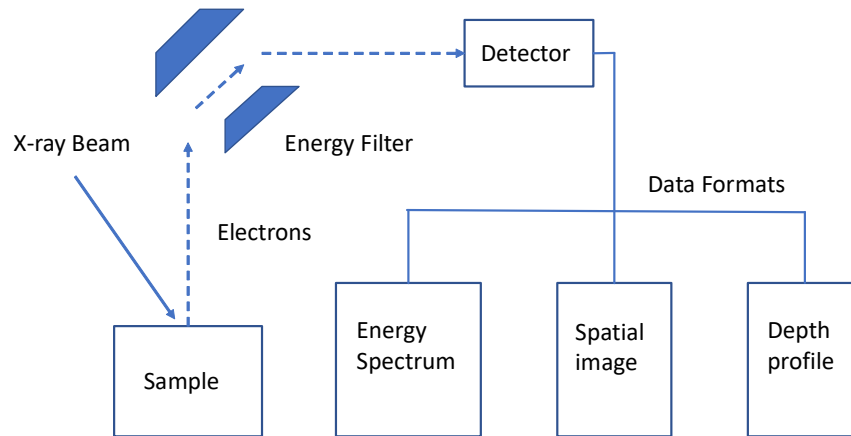 Detector
X-ray Beam
Energy Filter
Data Formats
Electrons
Sample
Energy
Spectrum
Spatial
image
Depth
profile